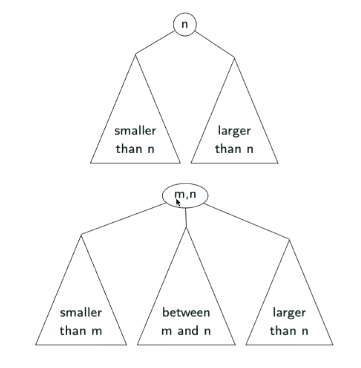 n
smaller larger
than n than n
m,n
smaller between larger
than m m and n than n